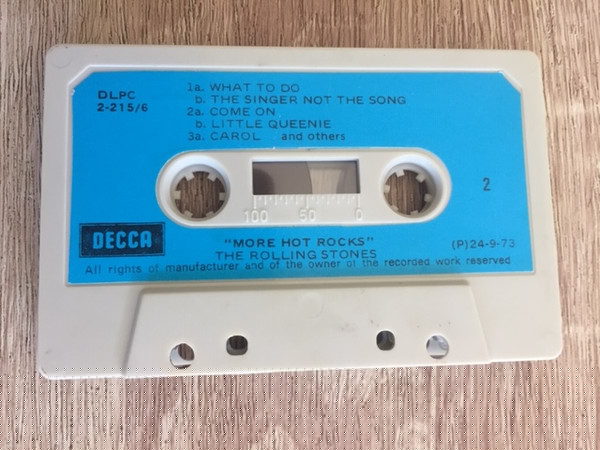 DLPC
2-215/6
1a. WHAT TO DO
b. THE SINGER NOT THE SONG
2a. COME ON
b. LITTLE QUEENIE
3a. CAROL and others
2
100 50 0
DECCA
"MORE HOT ROCKS"
THE ROLLING STONES
(P)24-9-73
All rights of manufacturer and of the owner of the recorded work reserved